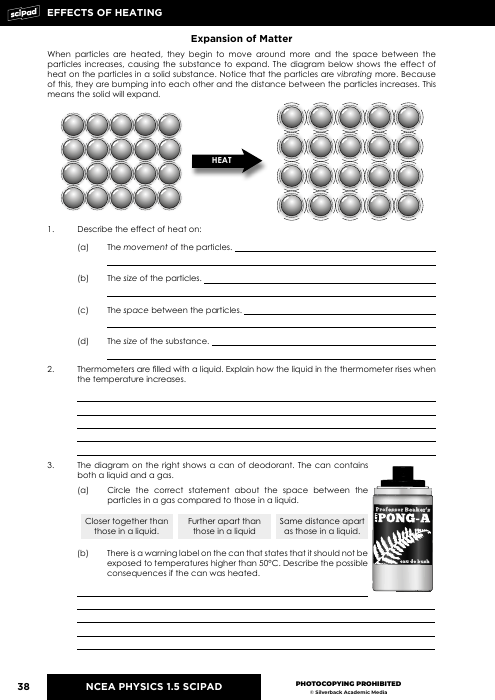 scipad
EFFECTS OF HEATING
Expansion of Matter
When particles are heated, they begin to move around more and the space between the
particles increases, causing the substance to expand. The diagram below shows the effect of
heat on the particles in a solid substance. Notice that the particles are vibrating more. Because
of this, they are bumping into each other and the distance between the particles increases. This
means the solid will expand.
HEAT
1. Describe the effect of heat on:
(a) The movement of the particles.
(b) The size of the particles.
(c) The space between the particles.
(d) The size of the substance.
2. Thermometers are filled with a liquid. Explain how the liquid in the thermometer rises when
the temperature increases.
3. The diagram on the right shows a can of deodorant. The can contains
both a liquid and a gas.
(a) Circle the correct statement about the space between the
particles in a gas compared to those in a liquid.
Closer together than
those in a liquid.
Further apart than
those in a liquid
Same distance apart
as those in a liquid.
(b) There is a warning label on the can that states that it should not be
exposed to temperatures higher than 50°C. Describe the possible
consequences if the can was heated.
PONG-A
eau de bush
38
NCEA PHYSICS 1.5 SCIPAD
PHOTOCOPYING PROHIBITED
© Silverback Academic Media